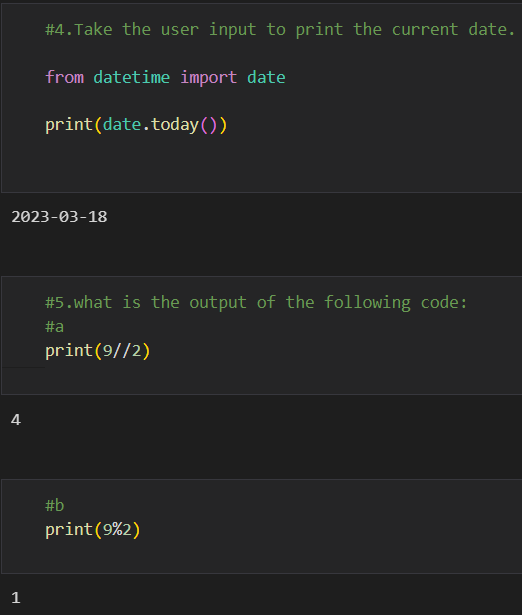 #4.Take the user input to print the current date.
from datetime import date
print(date.today())
2023-03-18
#5.what is the output of the following code:
#a
print(9//2)
4
#b
print(9%2)
1